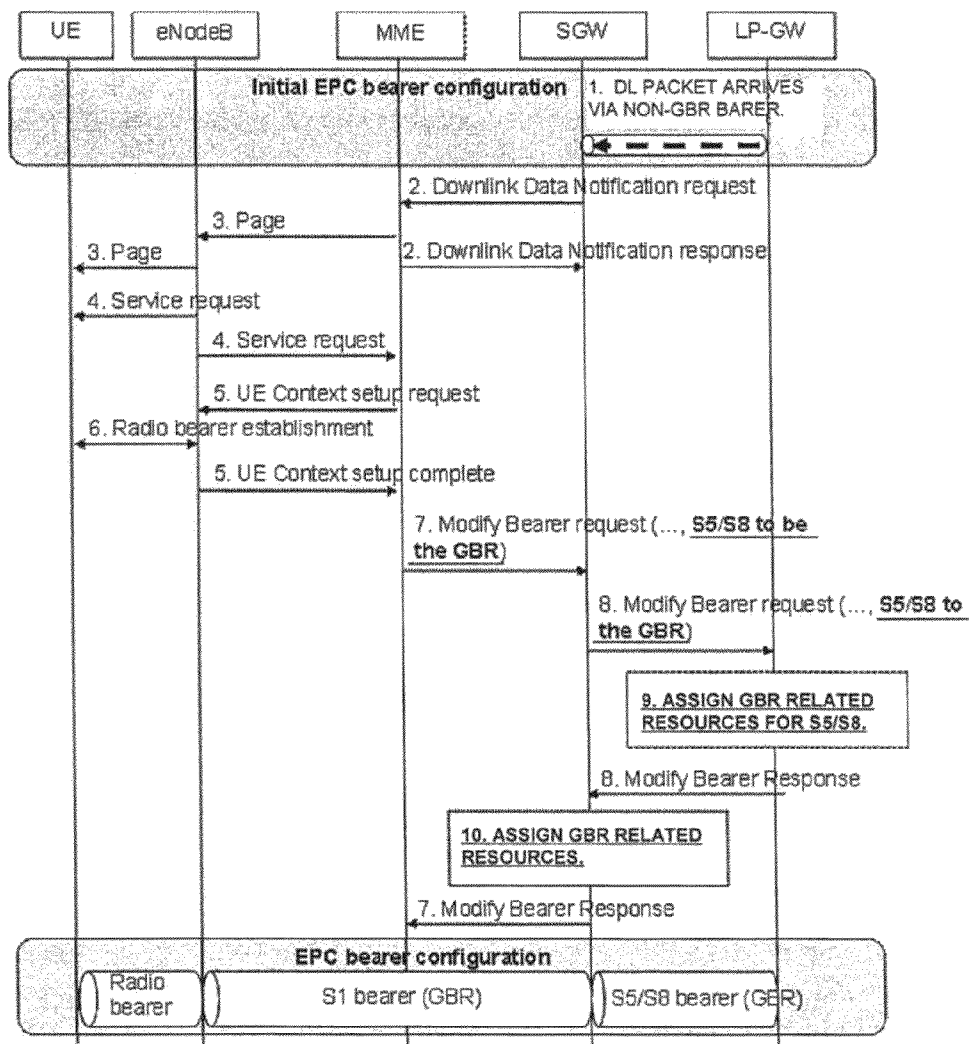 UE eNodeB MME SGW LP-GW
Initial EPC bearer configuration
1. DL PACKET ARRIVES
VIA NON-GBR BARER.
2. Downlink Data Notification request
3. Page
3. Page
2. Downlink Data Notification response
4. Service request
4. Service request
5. UE Context setup request
6. Radio bearer establishment
5. UE Context setup complete
7. Modify Bearer request (..., S5/S8 to be
the GBR)
8. Modify Bearer request (..., S5/S8 to
the GBR)
9. ASSIGN GBR RELATED
RESOURCES FOR S5/S8.
8. Modify Bearer Response
10. ASSIGN GBR RELATED
RESOURCES.
7. Modify Bearer Response
EPC bearer configuration
Radio
bearer
S1 bearer (GBR)
S5/S8 bearer (GBR)